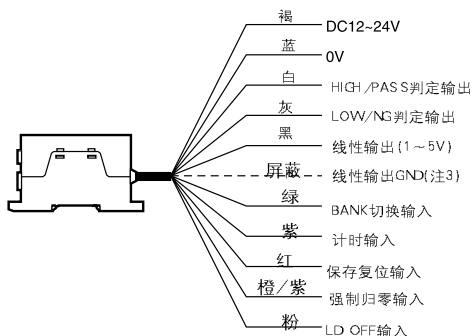 褐 DC12~24V
蓝 0V
白 HIGH/PASS判定输出
灰 LOW/NG判定输出
黑 线性输出(1～5V)
屏蔽 线性输出GND(注3)
绿 BANK切换输入
紫 计时输入
红 保存复位输入
橙/紫 强制归零输入
粉 LD OFF输入